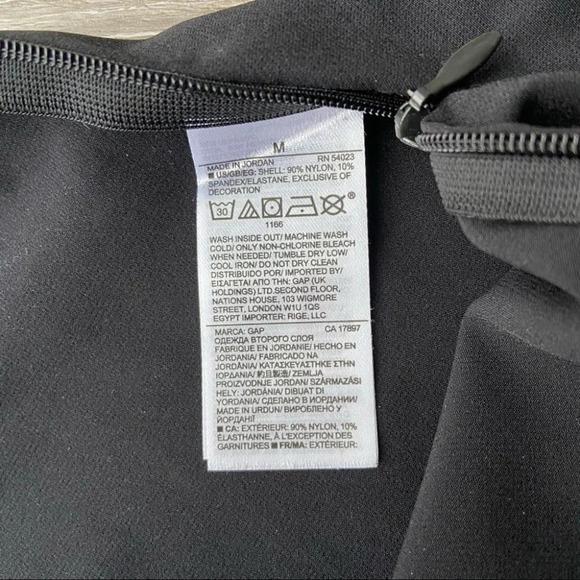 M
MADE IN JORDAN RN 54023
■ US/GB/EG: SHELL: 90% NYLON, 10%
SPANDEX/ELASTANE, EXCLUSIVE OF
DECORATION
30
®
1166
WASH INSIDE OUT/ MACHINE WASH
COLD/ ONLY NON-CHLORINE BLEACH
WHEN NEEDED/ TUMBLE DRY LOW/
COOL IRON/ DO NOT DRY CLEAN
DISTRIBUIDO POR/ IMPORTED BY/
ΕΙΣΑΓΕΤΑΙ ΑΠΟ ΤΗΝ: GAP (UK
HOLDINGS) LTD.SECOND FLOOR,
NATIONS HOUSE, 103 WIGMORE
STREET, LONDON W1U 1QS
EGYPT IMPORTER: RIGE, LLC
MARCA: GAP CA 17897
ОДЕЖДА ВТОРОГО СЛОЯ
FABRIQUE EN JORDANIE/ HECHO EN
JORDANIA/ FABRICADO NA
JORDÂNIA/ ΚΑΤΑΣΚΕΥΑΣΤΗΚΕ ΣΤΗΝ
ΙΟΡΔΑΝΙΑ/ 約旦製造/ ZEMLJA
PROIZVODNJE JORDAN/ SZÁRMAZÁSI
HELY: JORDÁNIA/ DIBUAT DI
YORDANIA/ СДЕЛАНО В ИОРДАНИИ/
MADE IN URDUN/ ВИРОБЛЕНО У
ЙОРДАНІЇ
■ CA: EXTÉRIEUR: 90% NYLON, 10%
ÉLASTHANNE, À L'EXCEPTION DES
GARNITURES ■ FR/MA: EXTÉRIEUR: